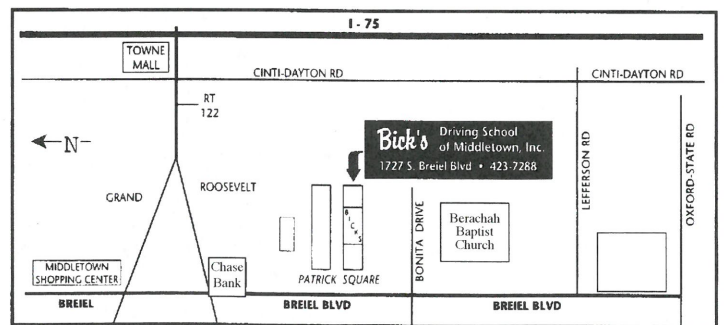 I - 75
TOWNE
MALL
CINTI-DAYTON RD
CINTI-DAYTON RD
RT
122
Bick's Driving School
of Middletown, Inc.
1727 S. Breiel Blvd • 423-7288
N
GRAND
ROOSEVELT
LEFFERSON RD
OXFORD-STATE RD
BICKS
BONITA DRIVE
Berachah
Baptist
Church
MIDDLETOWN
SHOPPING CENTER
Chase
Bank
PATRICK SQUARE
BREIEL
BREIEL BLVD
BREIEL BLVD